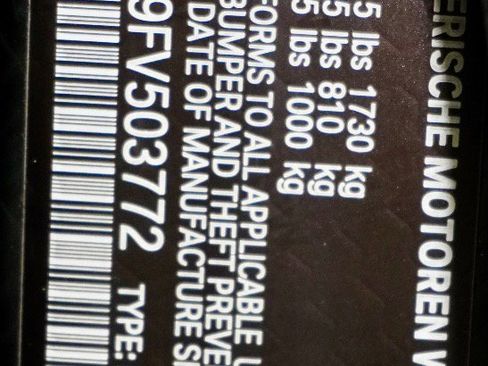 ERISCHE MOTOREN W
5 lbs 1730 kg
5 lbs 810 kg
5 lbs 1000 kg
FORMS TO ALL APPLICABLE U
BUMPER AND THEFT PREVE
DATE OF MANUFACTURE S
9FV503772 TYPE: